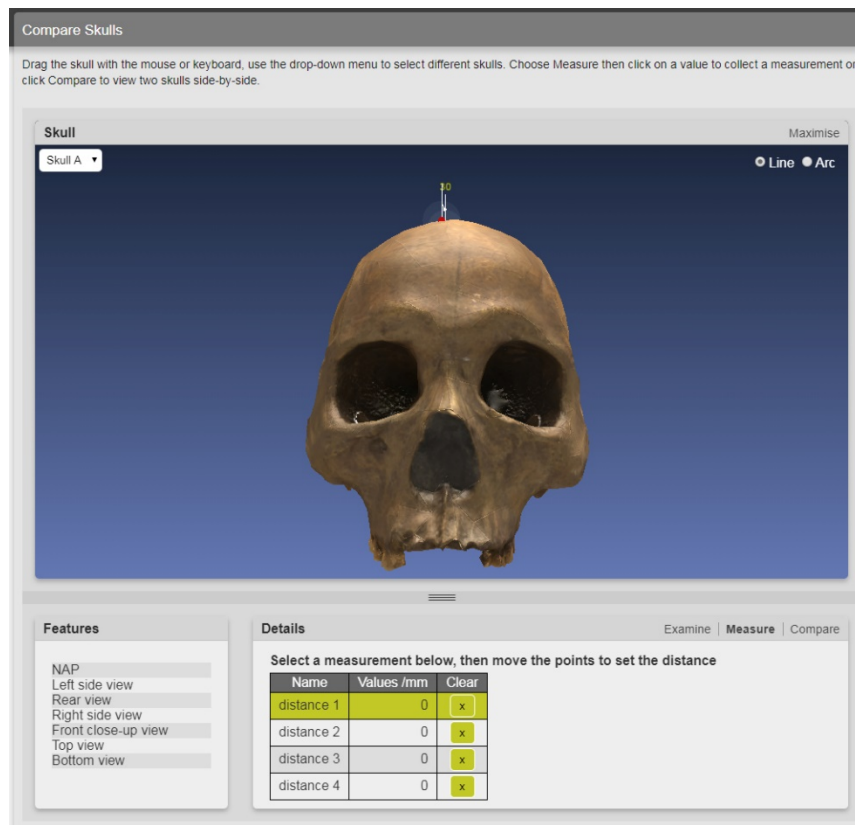 Compare Skulls
Drag the skull with the mouse or keyboard, use the drop-down menu to select different skulls. Choose Measure then click on a value to collect a measurement or
click Compare to view two skulls side-by-side.
Skull Maximise
Skull A Line Arc
Features
NAP
Left side view
Rear view
Right side view
Front close-up view
Top view
Bottom view
Details Examine Measure Compare
Select a measurement below, then move the points to set the distance
Name Values /mm Clear
distance 1 0 x
distance 2 0 x
distance 3 0 x
distance 4 0 x